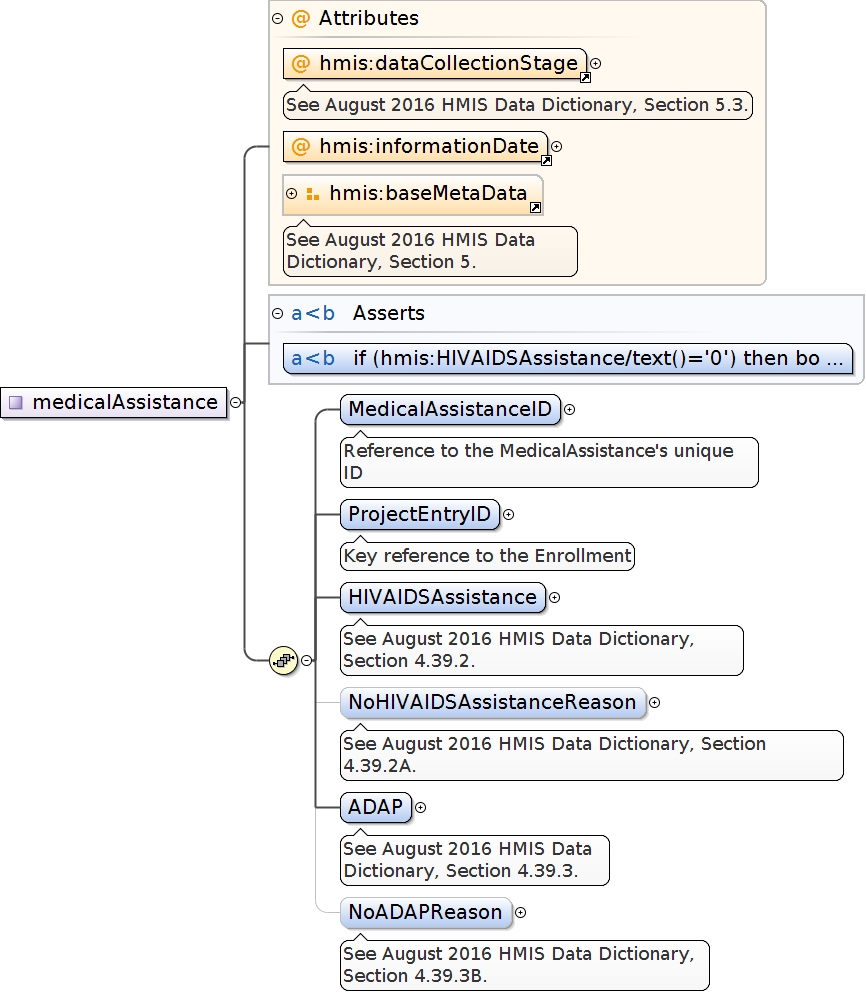 @ Attributes
@ hmis:dataCollectionStage
See August 2016 HMIS Data Dictionary, Section 5.3.
@ hmis:informationDate
hmis:baseMetaData
See August 2016 HMIS Data
Dictionary, Section 5.
a<b Asserts
a<b if (hmis:HIVAIDSAssistance/text()='0') then bo ...
medicalAssistance
MedicalAssistanceID
Reference to the MedicalAssistance's unique
ID
ProjectEntryID
Key reference to the Enrollment
HIVAIDSAssistance
See August 2016 HMIS Data Dictionary,
Section 4.39.2.
NoHIVAIDSAssistanceReason
See August 2016 HMIS Data Dictionary, Section
4.39.2A.
ADAP
See August 2016 HMIS Data
Dictionary, Section 4.39.3.
NoADAPReason
See August 2016 HMIS Data Dictionary,
Section 4.39.3B.